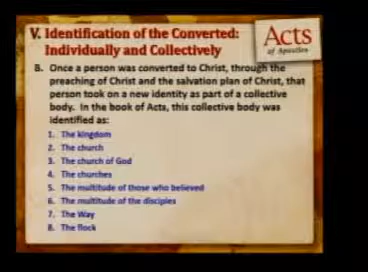 V. Identification of the Converted:
Individually and Collectively
Acts
of Apostles
B. Once a person was converted to Christ, through the
preaching of Christ and the salvation plan of Christ, that
person took on a new identity as part of a collective
body. In the book of Acts, this collective body was
identified as:
1. The kingdom
2. The church
3. The church of God
4. The churches
5. The multitude of those who believed
6. The multitude of the disciples
7. The Way
8. The flock